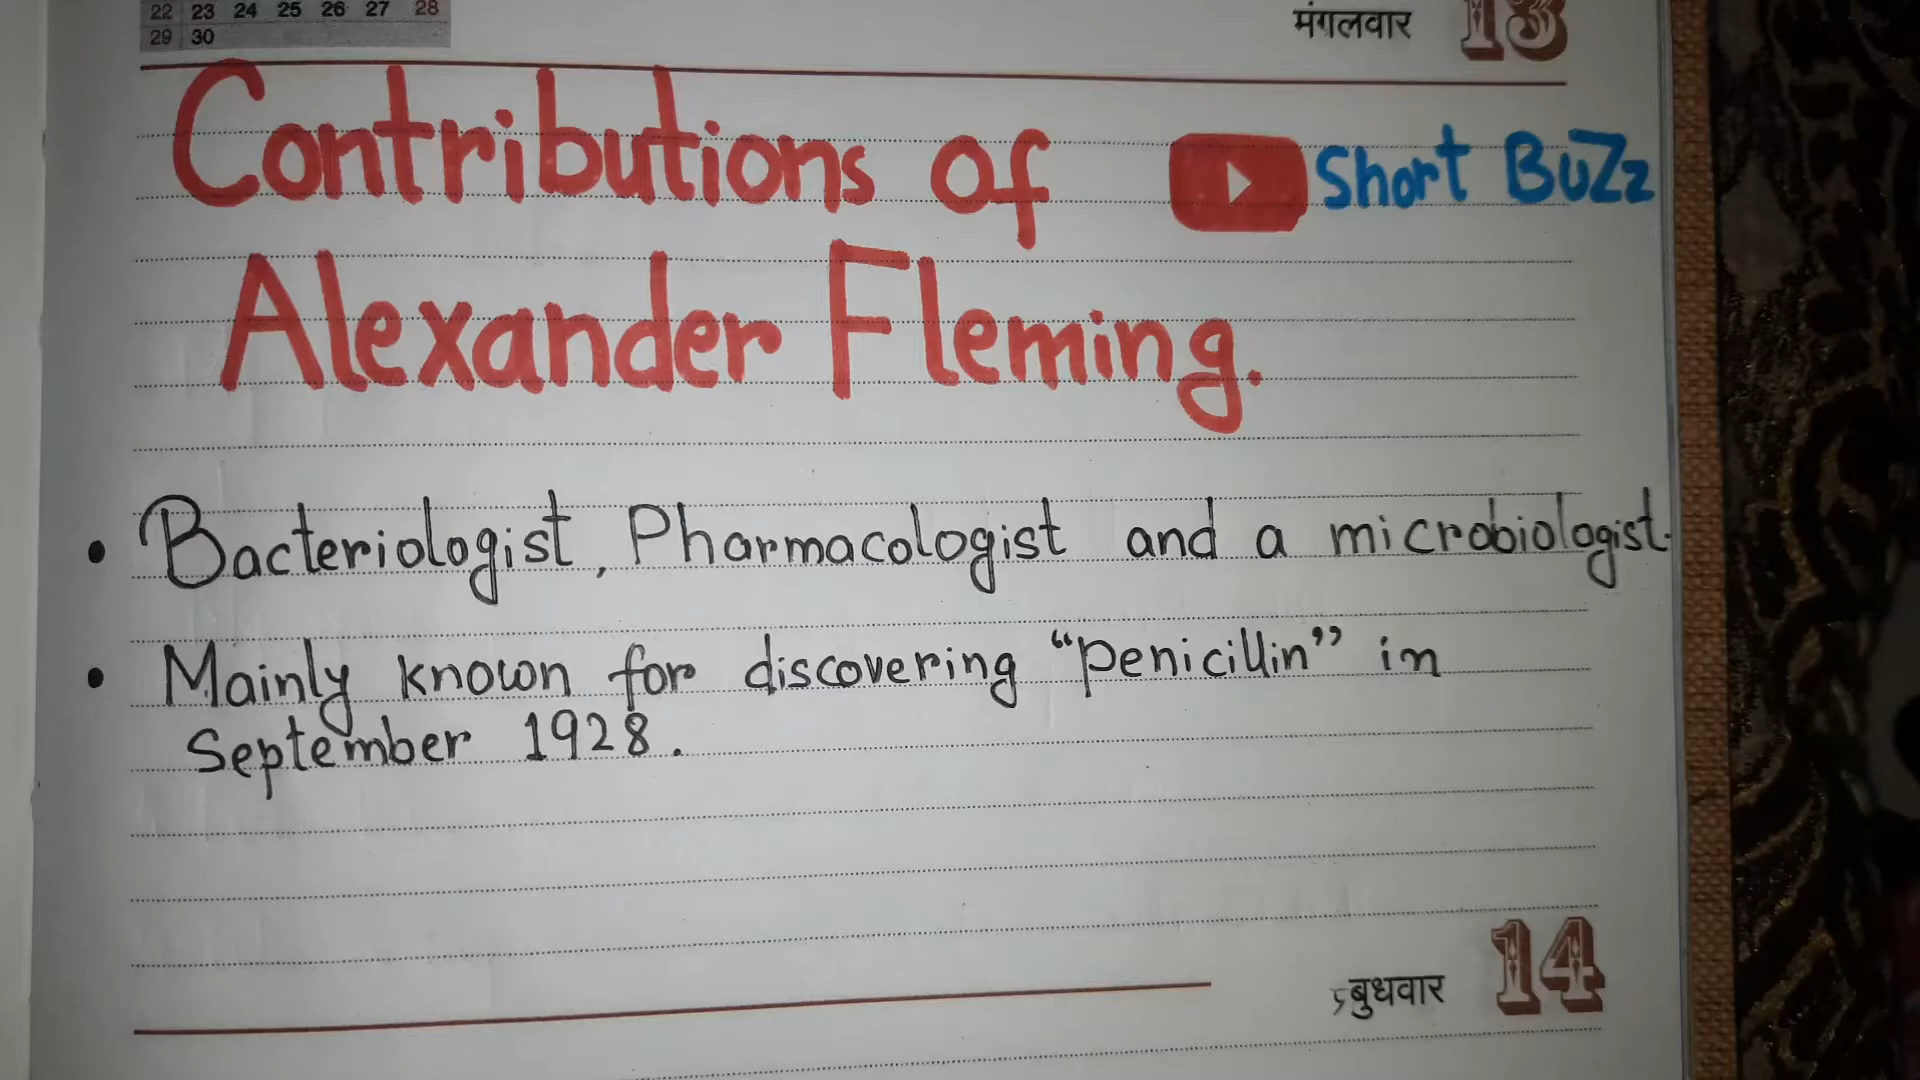 22 23 24 25 26 27 28
29 30
मंगलवार 13
Contributions of Short BuZz
Alexander Fleming.
• Bacteriologist, Pharmacologist and a microbiologist.
• Mainly known for discovering "penicillin" in
September 1928.
बुधवार 14